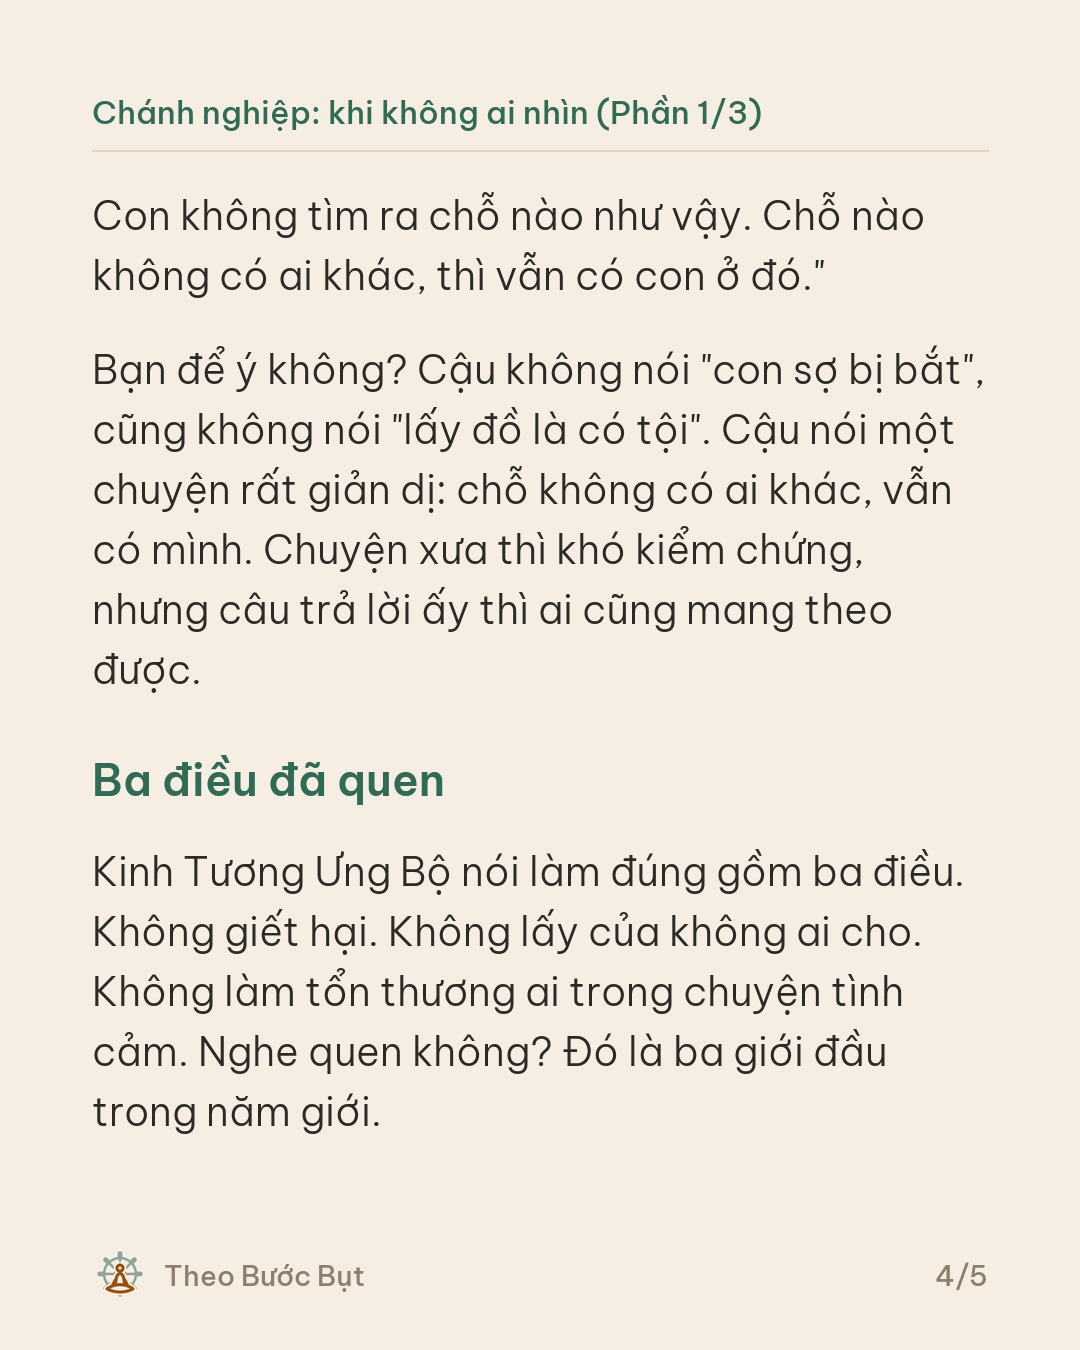 Chánh nghiệp: khi không ai nhìn (Phần 1/3)
Con không tìm ra chỗ nào như vậy. Chỗ nào
không có ai khác, thì vẫn có con ở đó."
Bạn để ý không? Cậu không nói "con sợ bị bắt",
cũng không nói "lấy đồ là có tội". Cậu nói một
chuyện rất giản dị: chỗ không có ai khác, vẫn
có mình. Chuyện xưa thì khó kiểm chứng,
nhưng câu trả lời ấy thì ai cũng mang theo
được.
Ba điều đã quen
Kinh Tương Ưng Bộ nói làm đúng gồm ba điều.
Không giết hại. Không lấy của không ai cho.
Không làm tổn thương ai trong chuyện tình
cảm. Nghe quen không? Đó là ba giới đầu
trong năm giới.
Theo Bước Bụt
4/5